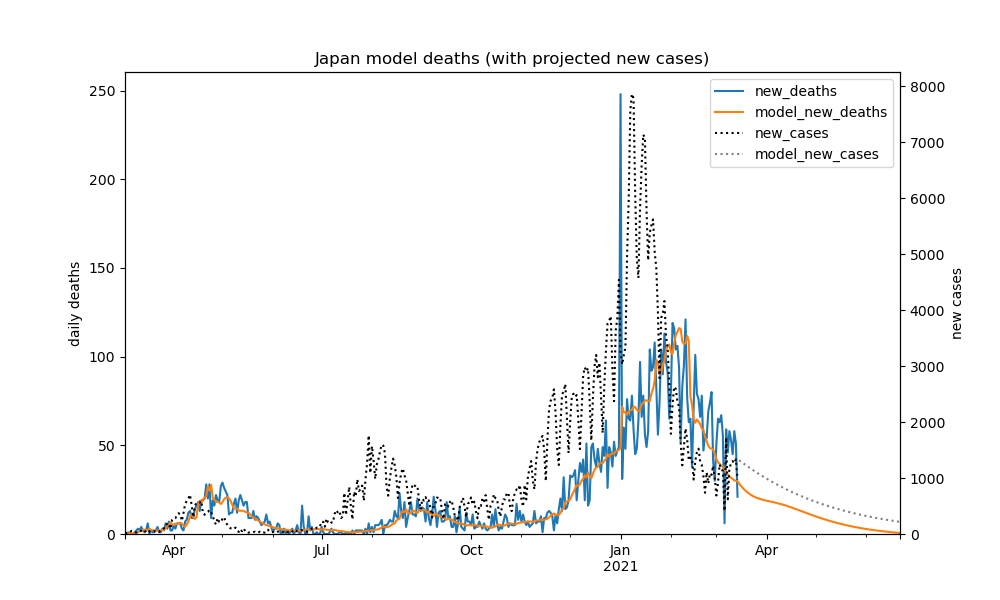 Japan model deaths (with projected new cases)
250
200
150
100
50
0
daily deaths
8000
7000
6000
5000
4000
3000
2000
1000
0
new cases
new_deaths
model_new_deaths
new_cases
model_new_cases
Apr
Jul
Oct
Jan
2021
Apr